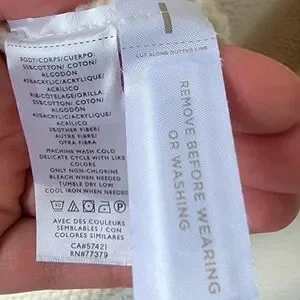 BODY/CORPS/CUERPO:
55%COTTON/ COTON/
ALGODÓN
45%ACRYLIC/ACRYLIQUE/
ACRÍLICO
RIB/CÔTELÉ/ORILLA:
55%COTTON/ COTON/
ALGODÓN
43%ACRYLIC/ACRYLIQUE/
ACRÍLICO
2%OTHER FIBER/
AUTRE FIBRE/
OTRA FIBRA
MACHINE WASH COLD
DELICATE CYCLE WITH LIKE
COLORS
ONLY NON-CHLORINE
BLEACH WHEN NEEDED
TUMBLE DRY LOW
COOL IRON WHEN NEEDED
30
AVEC DES COULEURS
SEMBLABLES / CON
COLORES SIMILARES
CA#57421
RN#77379
CUT ALONG DOTTED LINE
REMOVE BEFORE WEARING
OR WASHING